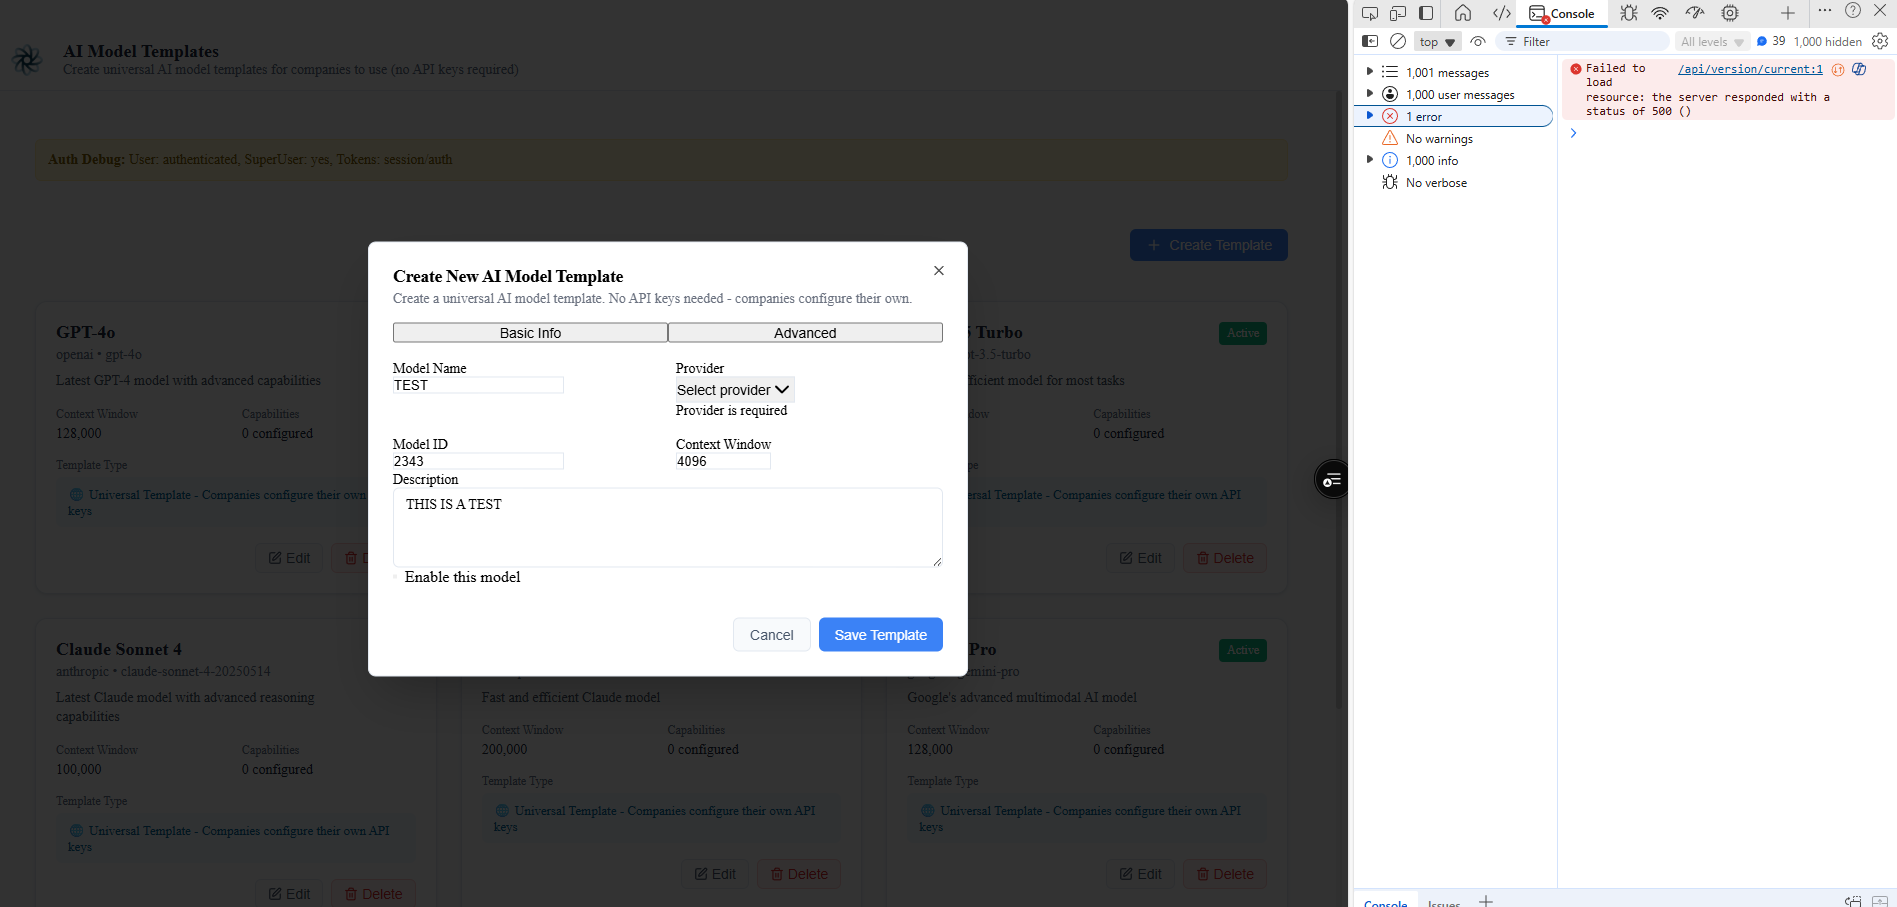 AI Model Templates
Create universal AI model templates for companies to use (no API keys required)
Auth Debug: User: authenticated, SuperUser: yes, Tokens: session/auth
Create Template
Create New AI Model Template
Create a universal AI model template. No API keys needed - companies configure their own.
Basic Info
Advanced
Model Name
TEST
Provider
Select provider
Provider is required
Model ID
2343
Context Window
4096
Description
THIS IS A TEST
Enable this model
Cancel
Save Template
GPT-4o
openai • gpt-4o
Latest GPT-4 model with advanced capabilities
Context Window
128,000
Capabilities
0 configured
Template Type
Universal Template - Companies configure their own
keys
Edit
Turbo
Active
pt-3.5-turbo
ficient model for most tasks
dow
Capabilities
0 configured
pe
ersal Template - Companies configure their own API
Edit
Delete
Claude Sonnet 4
anthropic • claude-sonnet-4-20250514
Latest Claude model with advanced reasoning
capabilities
Context Window
100,000
Capabilities
0 configured
Template Type
Universal Template - Companies configure their own API
keys
Edit
Delete
Fast and efficient Claude model
Context Window
200,000
Capabilities
0 configured
Template Type
Universal Template - Companies configure their own API
keys
Edit
Delete
Pro
Active
mini-pro
Google's advanced multimodal AI model
Context Window
128,000
Capabilities
0 configured
Template Type
Universal Template - Companies configure their own API
keys
Edit
Delete
Console
top
Filter
All levels
39
1,000 hidden
1,001 messages
1,000 user messages
1 error
No warnings
1,000 info
No verbose
Failed to /api/version/current:1
load
resource: the server responded with a
status of 500 ()
Console
Issues